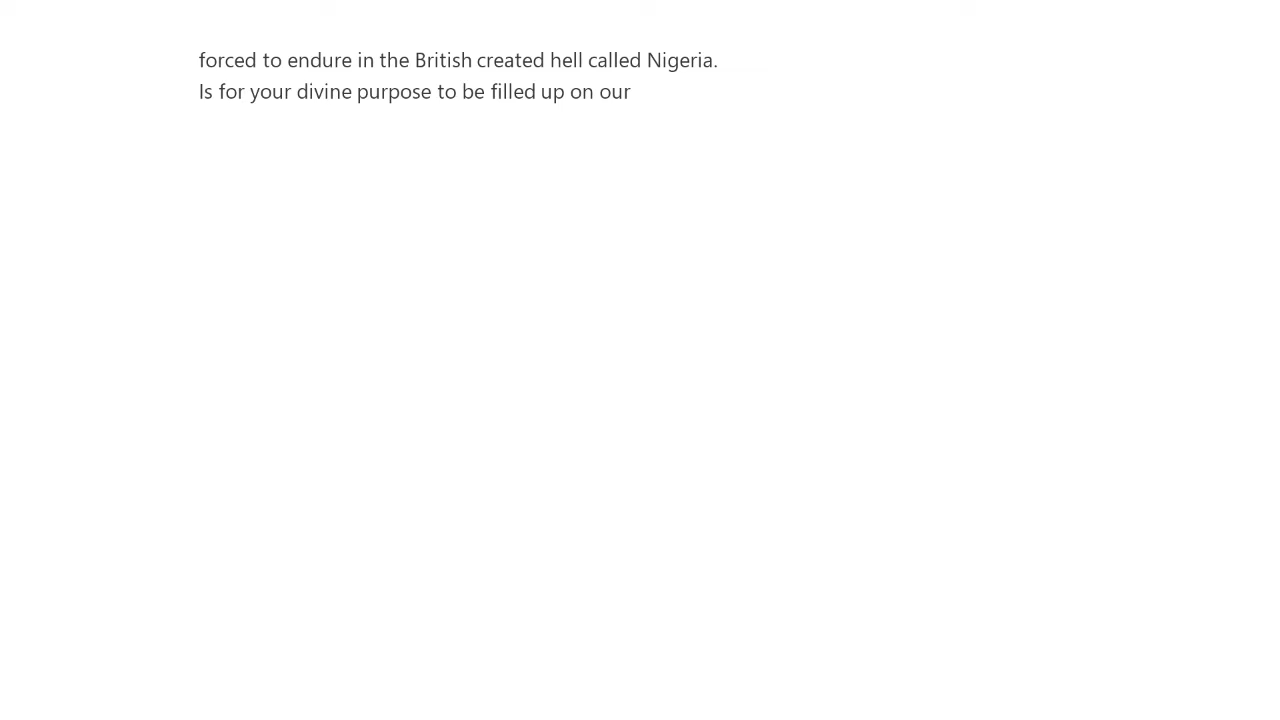 forced to endure in the British created hell called Nigeria.
Is for your divine purpose to be filled up on our